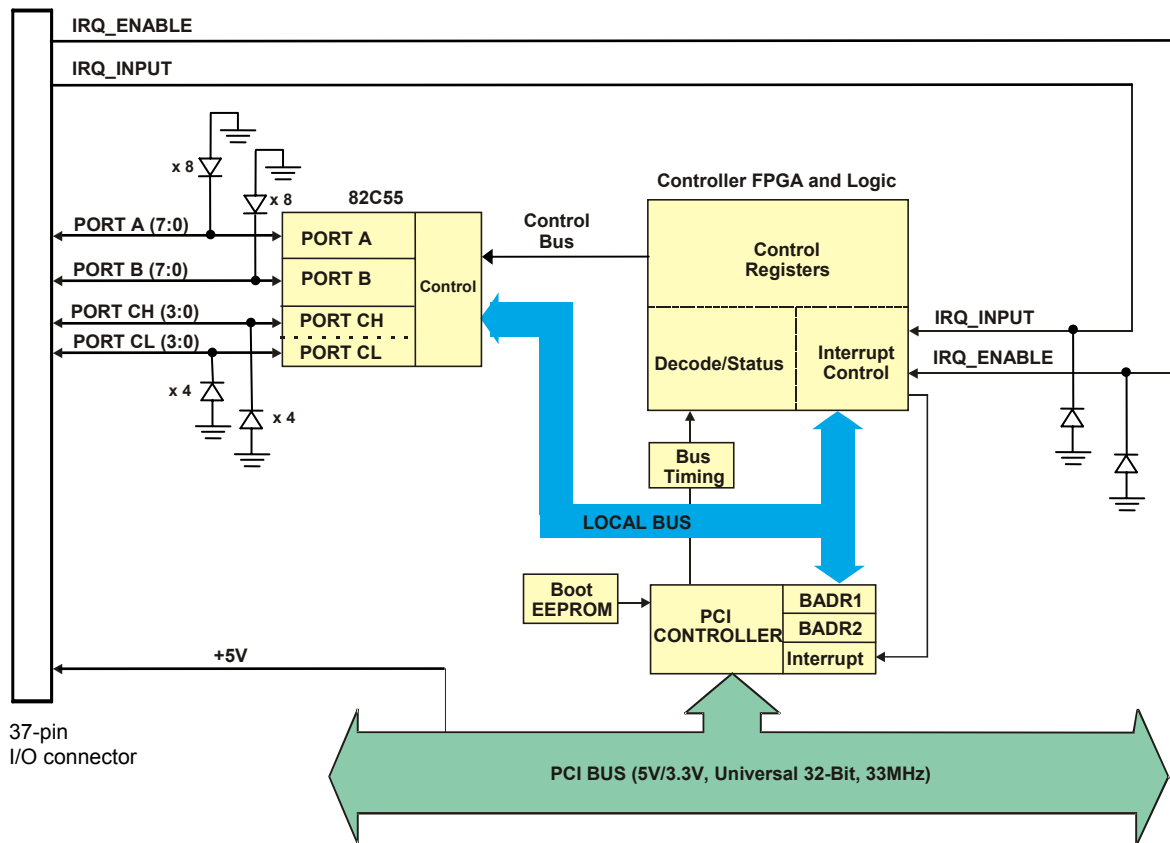 IRQ_ENABLE
IRQ_INPUT
x 8
x 8
82C55
Controller FPGA and Logic
PORT A (7:0)
PORT A
Control
Bus
Control
Registers
PORT B (7:0)
PORT B
Control
PORT CH (3:0)
PORT CH
IRQ_INPUT
PORT CL (3:0)
PORT CL
Decode/Status
Interrupt
Control
IRQ_ENABLE
x 4
x 4
Bus
Timing
LOCAL BUS
Boot
EEPROM
PCI
CONTROLLER
BADR1
BADR2
Interrupt
+5V
37-pin
I/O connector
PCI BUS (5V/3.3V, Universal 32-Bit, 33MHz)